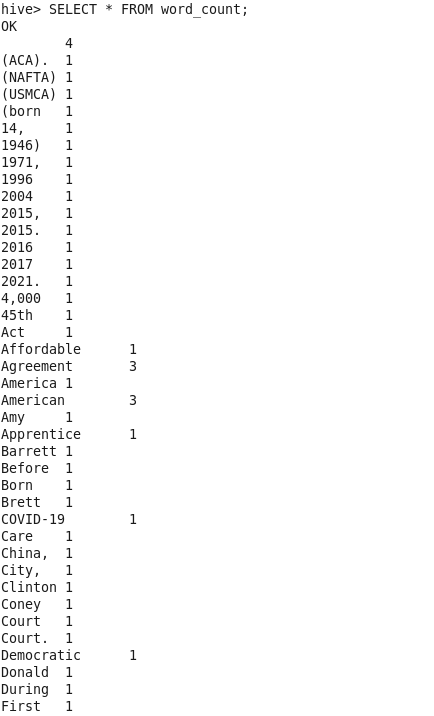 hive> SELECT * FROM word_count;
OK
        4
(ACA).  1
(NAFTA) 1
(USMCA) 1
(born   1
14,     1
1946)   1
1971,   1
1996    1
2004    1
2015,   1
2015.   1
2016    1
2017    1
2021.   1
4,000   1
45th    1
Act     1
Affordable      1
Agreement       3
America 1
American        3
Amy     1
Apprentice      1
Barrett 1
Before  1
Born    1
Brett   1
COVID-19        1
Care    1
China,  1
City,   1
Clinton 1
Coney   1
Court   1
Court.  1
Democratic      1
Donald  1
During  1
First   1